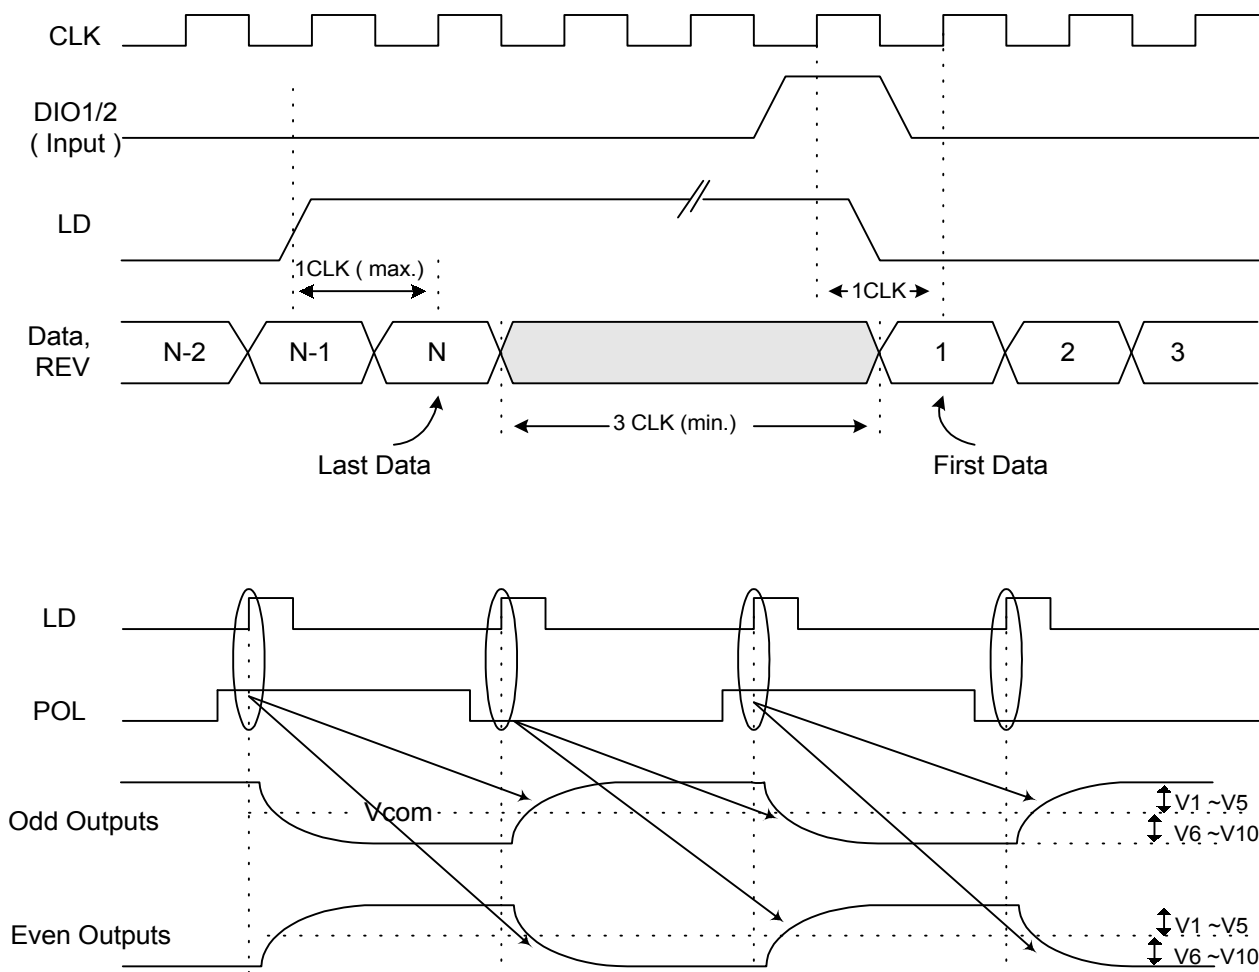 CLK
DIO1/2
( Input )
LD
1CLK ( max.)
1CLK
Data,
REV
N-2
N-1
N
1
2
3
3 CLK (min.)
Last Data
First Data
LD
POL
Vcom
Odd Outputs
V1 ~V5
V6 ~V10
Even Outputs
V1 ~V5
V6 ~V10